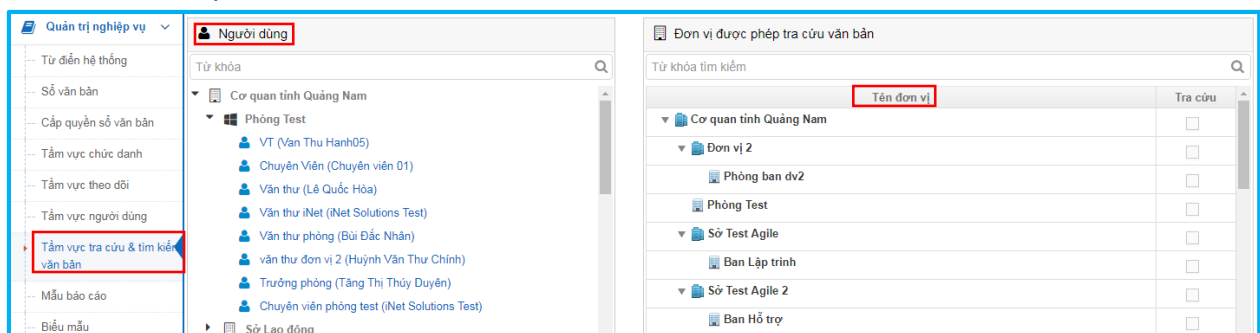 Quản trị nghiệp vụ
Từ điển hệ thống
Sổ văn bản
Cấp quyền sổ văn bản
Tầm vực chức danh
Tầm vực theo dõi
Tầm vực người dùng
Tầm vực tra cứu & tìm kiếm
văn bản
Mẫu báo cáo
Biểu mẫu
Người dùng
Từ khóa
Cơ quan tỉnh Quảng Nam
Phòng Test
VT (Van Thu Hanh05)
Chuyên Viên (Chuyên viên 01)
Văn thư (Lê Quốc Hòa)
Văn thư iNet (iNet Solutions Test)
Văn thư phòng (Bùi Đắc Nhân)
văn thư đơn vị 2 (Huỳnh Văn Thư Chính)
Trưởng phòng (Tăng Thị Thúy Duyên)
Chuyên viên phòng test (iNet Solutions Test)
Sở Lao động
Đơn vị được phép tra cứu văn bản
Từ khóa tìm kiếm
Tên đơn vị Tra cứu
Cơ quan tỉnh Quảng Nam
Đơn vị 2
Phòng ban dv2
Phòng Test
Sở Test Agile
Ban Lập trình
Sở Test Agile 2
Ban Hỗ trợ